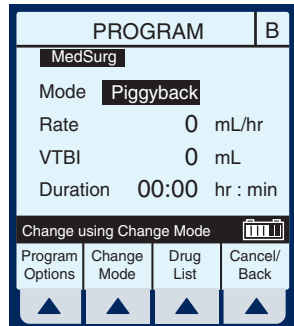 PROGRAM B
MedSurg
Mode Piggyback
Rate 0 mL/hr
VTBI 0 mL
Duration 00:00 hr : min
Change using Change Mode
Program Options Change Mode Drug List Cancel/ Back